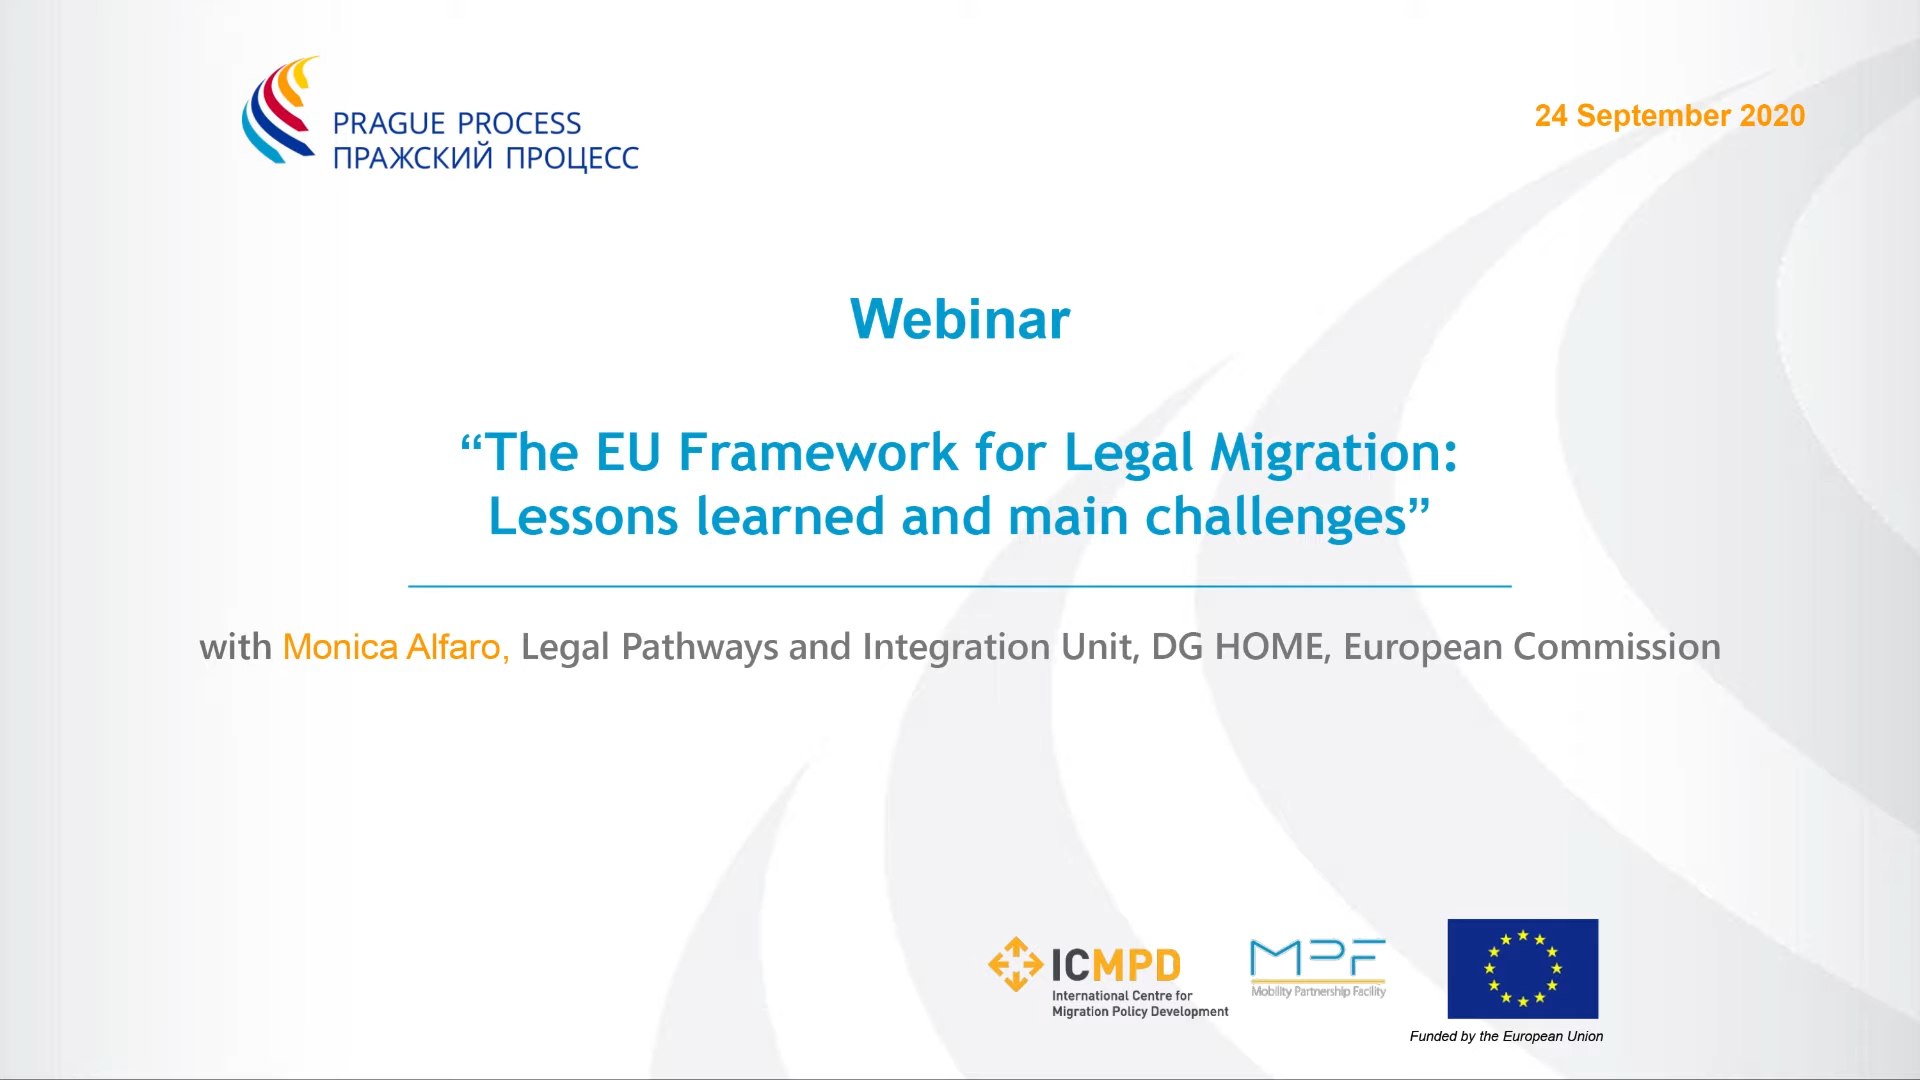 PRAGUE PROCESS
ПРАЖСКИЙ ПРОЦЕСС
24 September 2020
Webinar
“The EU Framework for Legal Migration:
Lessons learned and main challenges”
with Monica Alfaro, Legal Pathways and Integration Unit, DG HOME, European Commission
ICMPD
International Centre for
Migration Policy Development
MPF
Mobility Partnership Facility
Funded by the European Union